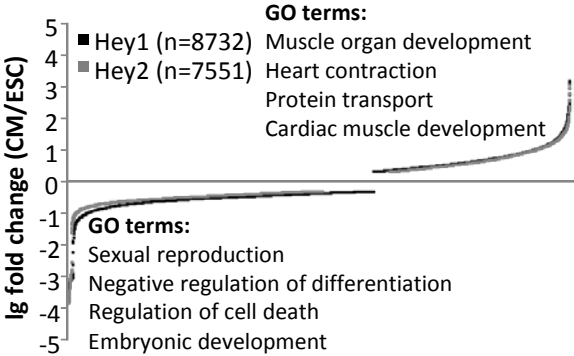 lg fold change (CM/ESC)
5
4
3
2
1
0
-1
-2
-3
-4
-5
Hey1 (n=8732)
Hey2 (n=7551)
GO terms:
Muscle organ development
Heart contraction
Protein transport
Cardiac muscle development
GO terms:
Sexual reproduction
Negative regulation of differentiation
Regulation of cell death
Embryonic development